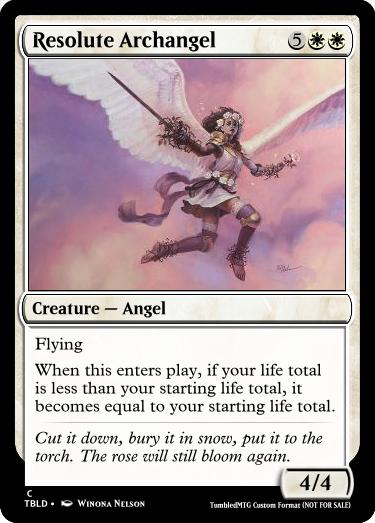 Resolute Archangel 5
Creature — Angel
Flying
When this enters play, if your life total
is less than your starting life total, it
becomes equal to your starting life total.
Cut it down, bury it in snow, put it to the
torch. The rose will still bloom again.
4/4
C
TBLD • Winona Nelson
TumbledMTG Custom Format (NOT FOR SALE)